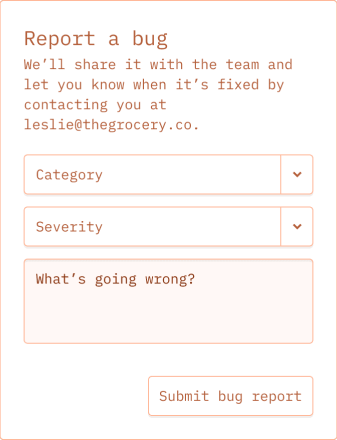 Report a bug
We’ll share it with the team and
let you know when it’s fixed by
contacting you at
leslie@thegrocery.co.
Category
Severity
What’s going wrong?
Submit bug report